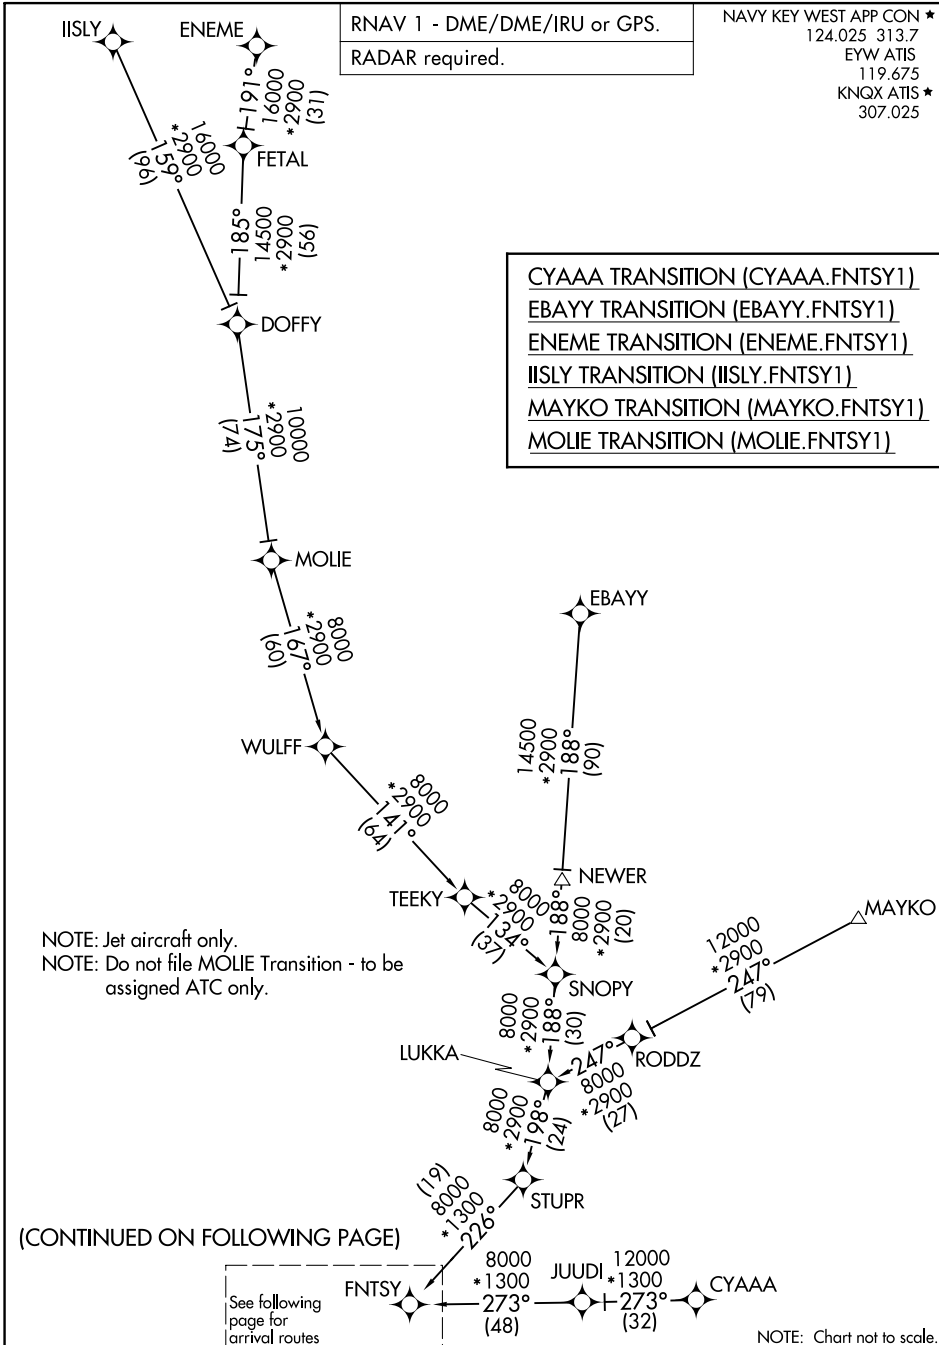 RNAV 1 - DME/DME/IRU or GPS.
RADAR required.
NAVY KEY WEST APP CON ★
124.025 313.7
EYW ATIS
119.675
KNQX ATIS ★
307.025
IISLY
ENEME
191°
16000
*2900
(31)
FETAL
16000
*2900
159°
(96)
185°
14500
*2900
(56)
DOFFY
CYAAA TRANSITION (CYAAA.FNTSY1)
EBAYY TRANSITION (EBAYY.FNTSY1)
ENEME TRANSITION (ENEME.FNTSY1)
IISLY TRANSITION (IISLY.FNTSY1)
MAYKO TRANSITION (MAYKO.FNTSY1)
MOLIE TRANSITION (MOLIE.FNTSY1)
10000
*2900
175°
(74)
MOLIE
8000
*2900
167°
(60)
EBAYY
WULFF
14500
*2900
188°
(90)
8000
*2900
141°
(64)
TEEKY
NEWER
MAYKO
8000
*2900
134°
(37)
188°
8000
*2900
(20)
12000
*2900
247°
(79)
NOTE: Jet aircraft only.
NOTE: Do not file MOLIE Transition - to be
assigned ATC only.
SNOPY
8000
*2900
188°
(30)
LUKKA
RODDZ
247°
8000
*2900
(27)
8000
*2900
198°
(24)
STUPR
(19)
8000
*1300
226°
(CONTINUED ON FOLLOWING PAGE)
FNTSY
8000
*1300
273°
(48)
JUUDI
12000
*1300
273°
(32)
CYAAA
See following
page for
arrival routes
NOTE: Chart not to scale.